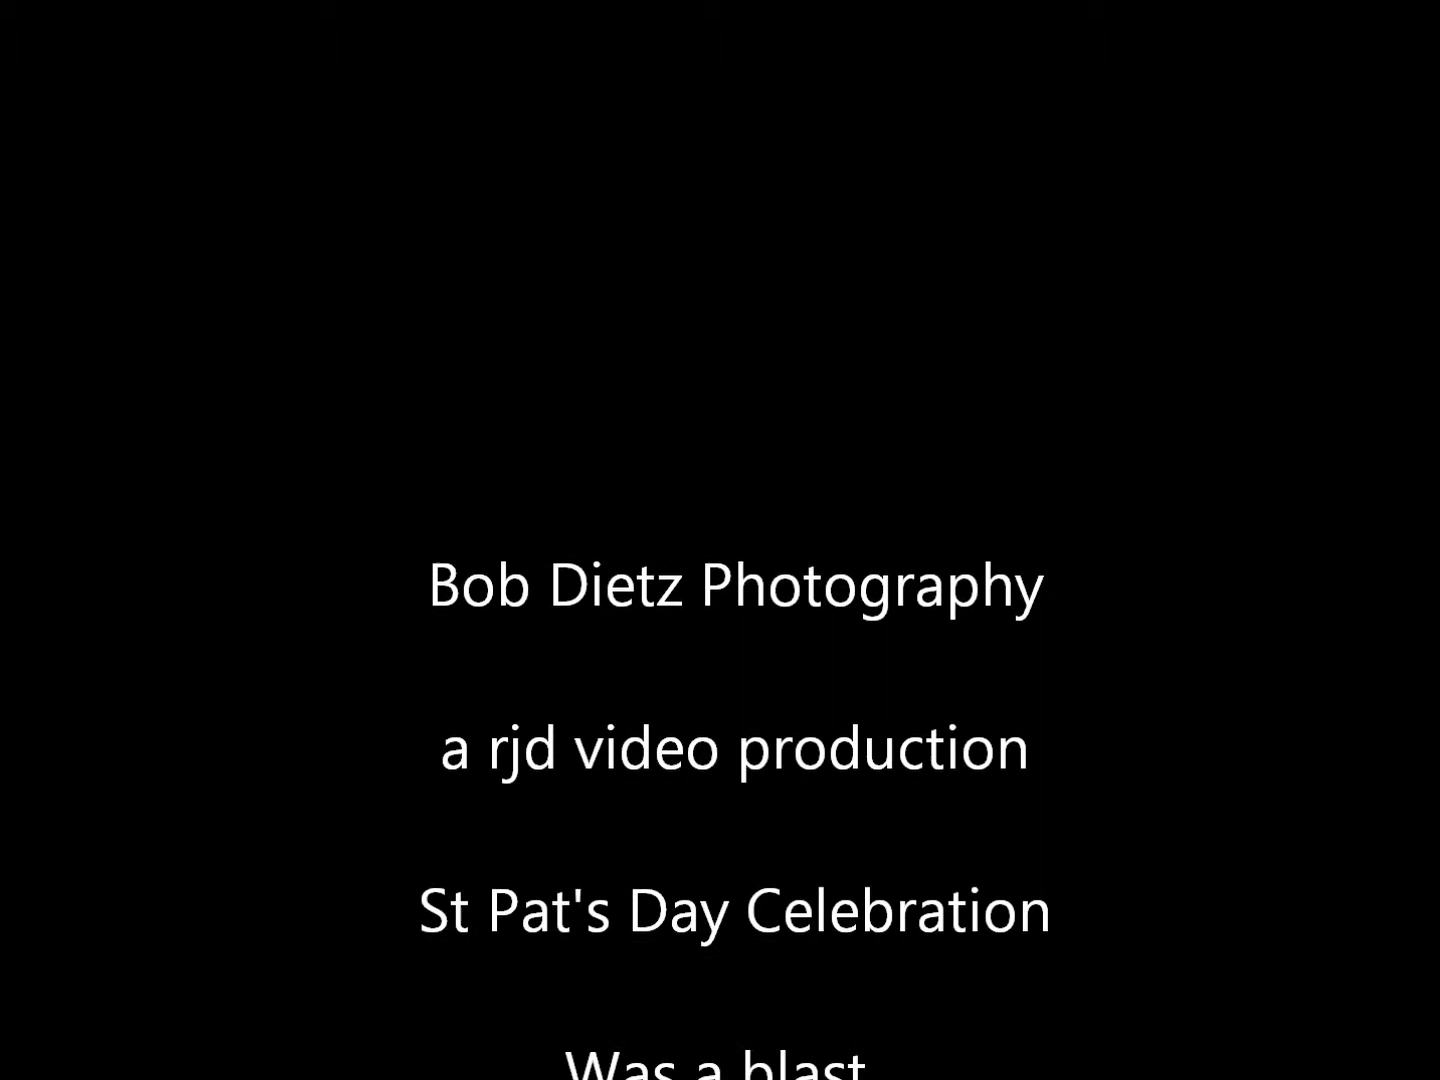 Bob Dietz Photography
a rjd video production
St Pat's Day Celebration
Was a blast